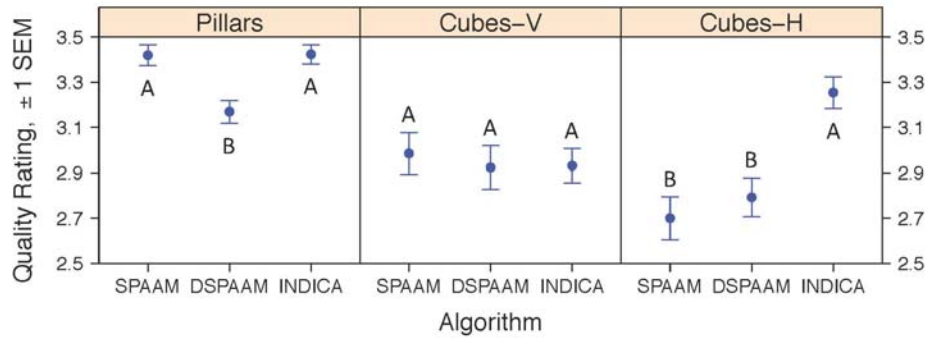 Pillars Cubes–V Cubes–H
Quality Rating, ± 1 SEM
3.5 3.5
3.3 3.3
3.1 3.1
2.9 2.9
2.7 2.7
2.5 2.5
A B A
A A A
B B A
SPAAM DSPAAM INDICA SPAAM DSPAAM INDICA SPAAM DSPAAM INDICA
Algorithm